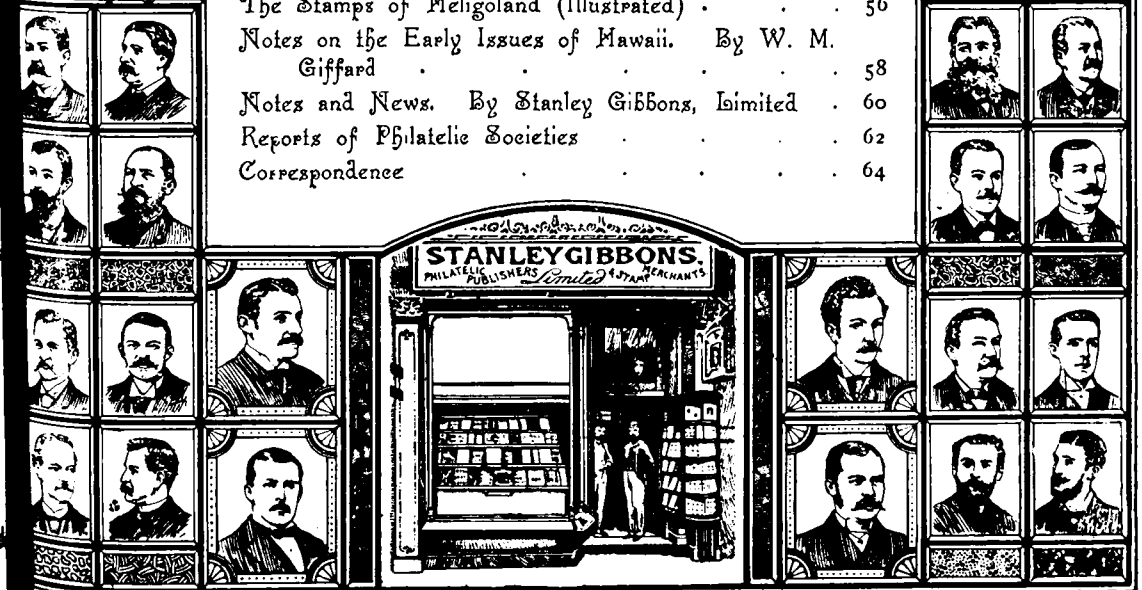 The Stamps of Heligoland (Illustrated) . . . 56
Notes on the Early Issues of Hawaii. By W. M.
Giffard . . . . . . 58
Notes and News. By Stanley Gibbons, Limited . 60
Reports of Philatelic Societies . . . . 62
Correspondence . . . . . 64
STANLEY GIBBONS.
PHILATELIC PUBLISHERS Limited & STAMP MERCHANTS.